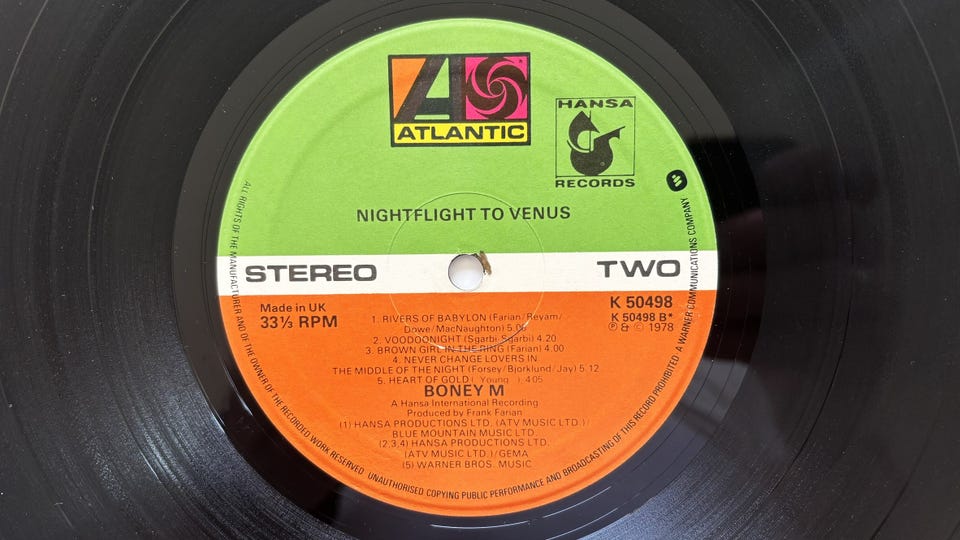 ATLANTIC
HANSA
RECORDS
NIGHTFLIGHT TO VENUS
STEREO
TWO
Made in UK
33⅓ RPM
K 50498
K 50498 B*
Ⓟ & © 1978
1. RIVERS OF BABYLON (Farian/Reyam/
Dowe/MacNaughton) 5.06
2. VOODOONIGHT (Sgarbi-Sgarbi) 4.20
3. BROWN GIRL IN THE RING (Farian) 4.00
4. NEVER CHANGE LOVERS IN
THE MIDDLE OF THE NIGHT (Forsey/Bjorklund/Jay) 5.12
5. HEART OF GOLD ( Young ) 4.05
BONEY M
A Hansa International Recording
Produced by Frank Farian
(1) HANSA PRODUCTIONS LTD. (ATV MUSIC LTD.)/
BLUE MOUNTAIN MUSIC LTD.
(2,3,4) HANSA PRODUCTIONS LTD.
(ATV MUSIC LTD.)/GEMA
(5) WARNER BROS. MUSIC
ALL RIGHTS OF THE MANUFACTURER AND OF THE OWNER OF THE RECORDED WORK RESERVED. UNAUTHORISED COPYING PUBLIC PERFORMANCE AND BROADCASTING OF THIS RECORD PROHIBITED. A WARNER COMMUNICATIONS COMPANY